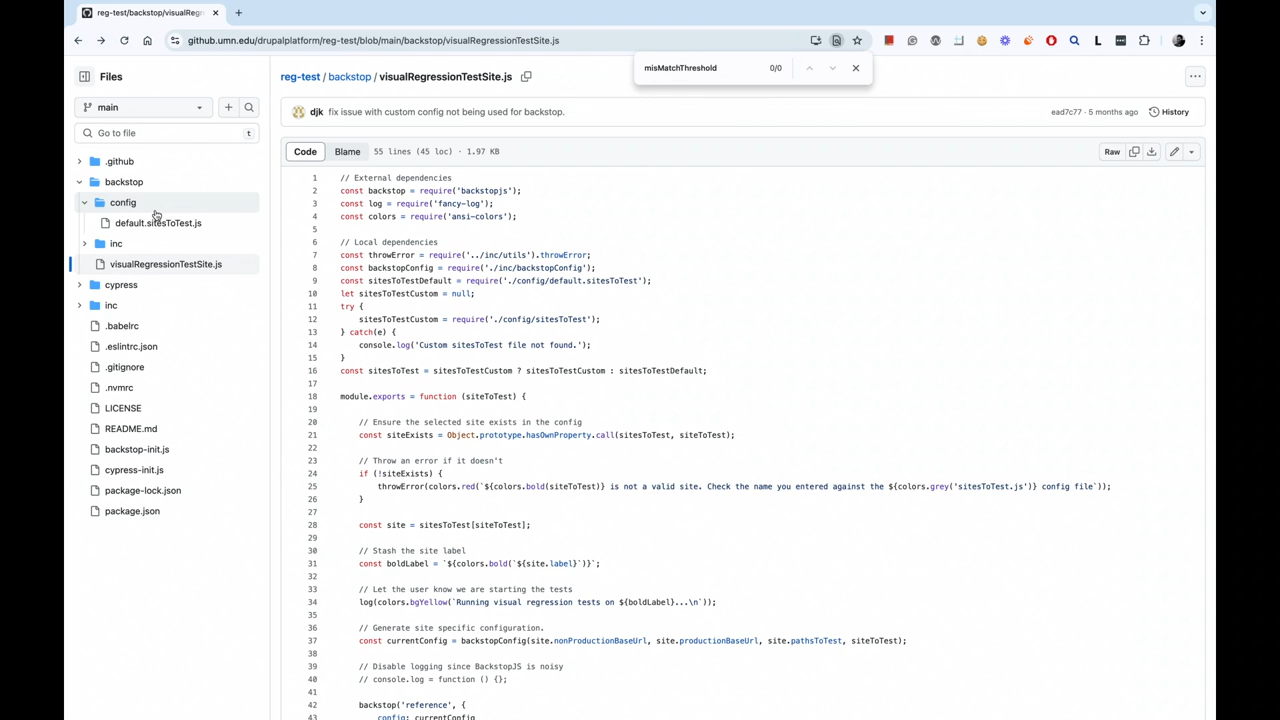 reg-test/backstop/visualReg
github.umn.edu/drupalplatform/reg-test/blob/main/backstop/visualRegressionTestSite.js
L
misMatchThreshold 0/0
Files
reg-test / backstop / visualRegressionTestSite.js
main
djk fix issue with custom config not being used for backstop. ead7c77 · 5 months ago History
Go to file t
Code Blame 55 lines (45 loc) · 1.97 KB Raw
.github
backstop
config
default.sitesToTest.js
inc
visualRegressionTestSite.js
cypress
inc
.babelrc
.eslintrc.json
.gitignore
.nvmrc
LICENSE
README.md
backstop-init.js
cypress-init.js
package-lock.json
package.json
1 // External dependencies
2 const backstop = require('backstopjs');
3 const log = require('fancy-log');
4 const colors = require('ansi-colors');
5
6 // Local dependencies
7 const throwError = require('../inc/utils').throwError;
8 const backstopConfig = require('./inc/backstopConfig');
9 const sitesToTestDefault = require('./config/default.sitesToTest');
10 let sitesToTestCustom = null;
11 try {
12 sitesToTestCustom = require('./config/sitesToTest');
13 } catch(e) {
14 console.log('Custom sitesToTest file not found.');
15 }
16 const sitesToTest = sitesToTestCustom ? sitesToTestCustom : sitesToTestDefault;
17
18 module.exports = function (siteToTest) {
19
20 // Ensure the selected site exists in the config
21 const siteExists = Object.prototype.hasOwnProperty.call(sitesToTest, siteToTest);
22
23 // Throw an error if it doesn't
24 if (!siteExists) {
25 throwError(colors.red(`${colors.bold(siteToTest)} is not a valid site. Check the name you entered against the ${colors.grey('sitesToTest.js')} config file`));
26 }
27
28 const site = sitesToTest[siteToTest];
29
30 // Stash the site label
31 const boldLabel = `${colors.bold(`${site.label}`)}`;
32
33 // Let the user know we are starting the tests
34 log(colors.bgYellow(`Running visual regression tests on ${boldLabel}...\n`));
35
36 // Generate site specific configuration.
37 const currentConfig = backstopConfig(site.nonProductionBaseUrl, site.productionBaseUrl, site.pathsToTest, siteToTest);
38
39 // Disable logging since BackstopJS is noisy
40 // console.log = function () {};
41
42 backstop('reference', {
43 config: currentConfig